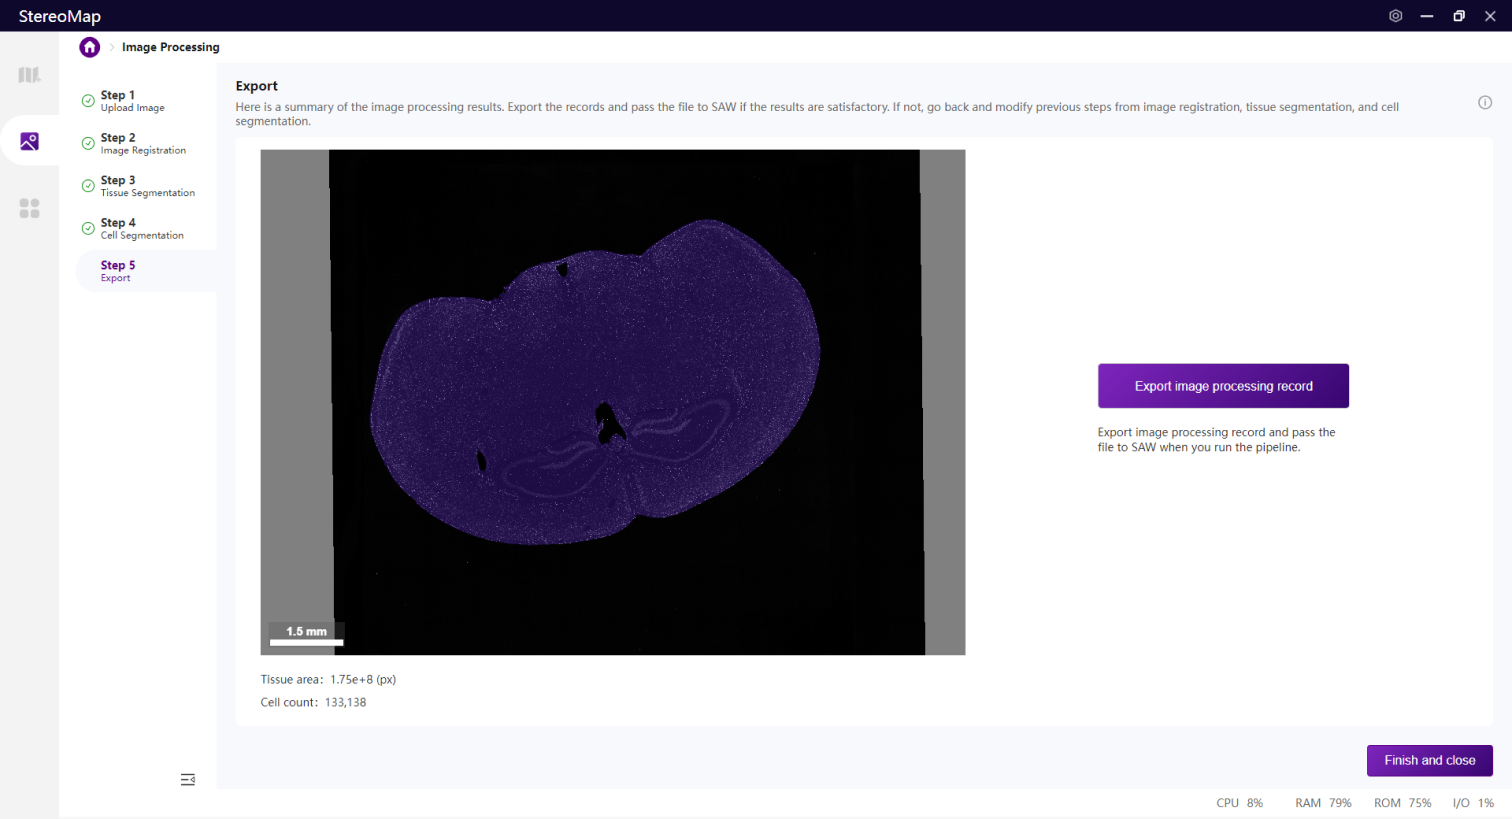 StereoMap
Image Processing
Step 1
Upload Image
Step 2
Image Registration
Step 3
Tissue Segmentation
Step 4
Cell Segmentation
Step 5
Export
Export
Here is a summary of the image processing results. Export the records and pass the file to SAW if the results are satisfactory. If not, go back and modify previous steps from image registration, tissue segmentation, and cell
segmentation.
1.5 mm
Tissue area: 1.75e+8 (px)
Cell count: 133,138
Export image processing record
Export image processing record and pass the
file to SAW when you run the pipeline.
Finish and close
CPU 8% RAM 79% ROM 75% I/O 1%